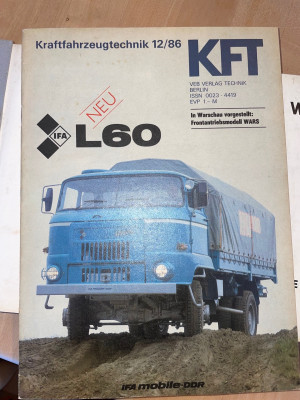 Kraftfahrzeugtechnik 12/86
KFT
VEB VERLAG TECHNIK
BERLIN
ISSN 0023-4419
EVP 1,– M
In Warschau vorgestellt:
Frontantriebsmodell WARS
NEU
IFA
L60
IFA mobile-DDR